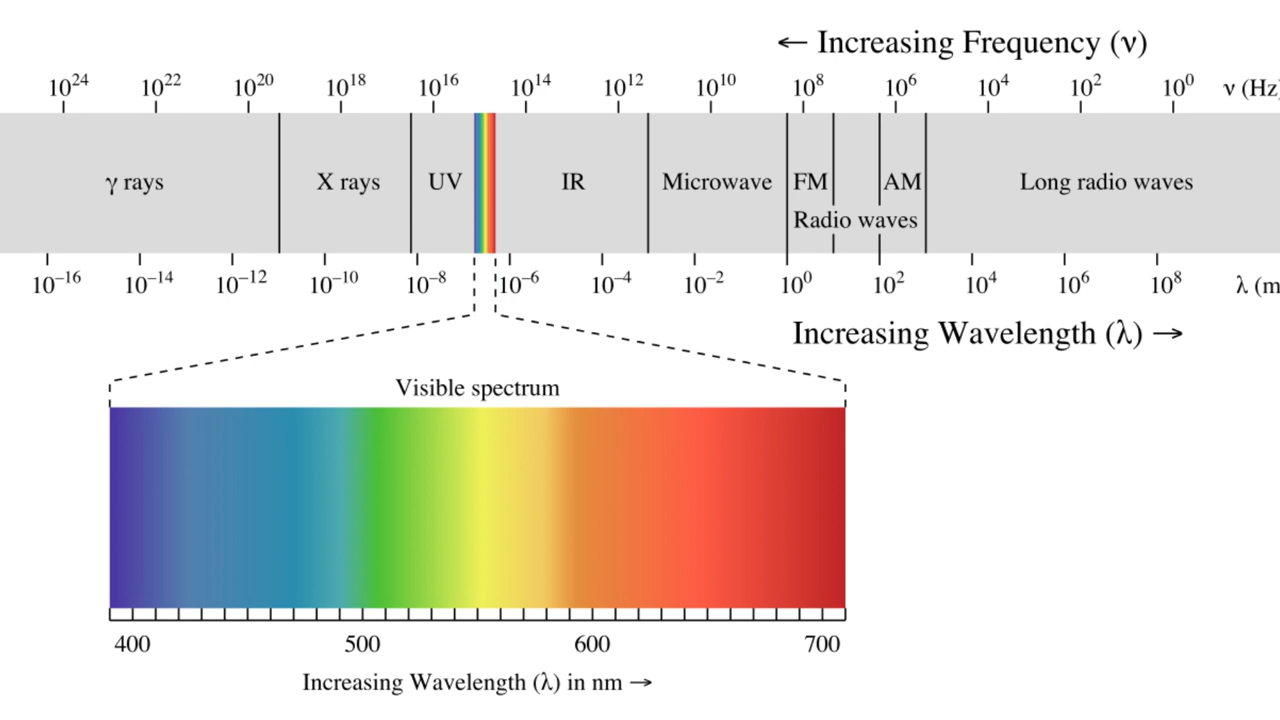 ← Increasing Frequency (ν)
10²⁴ 10²² 10²⁰ 10¹⁸ 10¹⁶ 10¹⁴ 10¹² 10¹⁰ 10⁸ 10⁶ 10⁴ 10² 10⁰ ν (Hz)
γ rays X rays UV IR Microwave FM AM Long radio waves
Radio waves
10⁻¹⁶ 10⁻¹⁴ 10⁻¹² 10⁻¹⁰ 10⁻⁸ 10⁻⁶ 10⁻⁴ 10⁻² 10⁰ 10² 10⁴ 10⁶ 10⁸ λ (m
Increasing Wavelength (λ) →
Visible spectrum
400 500 600 700
Increasing Wavelength (λ) in nm →